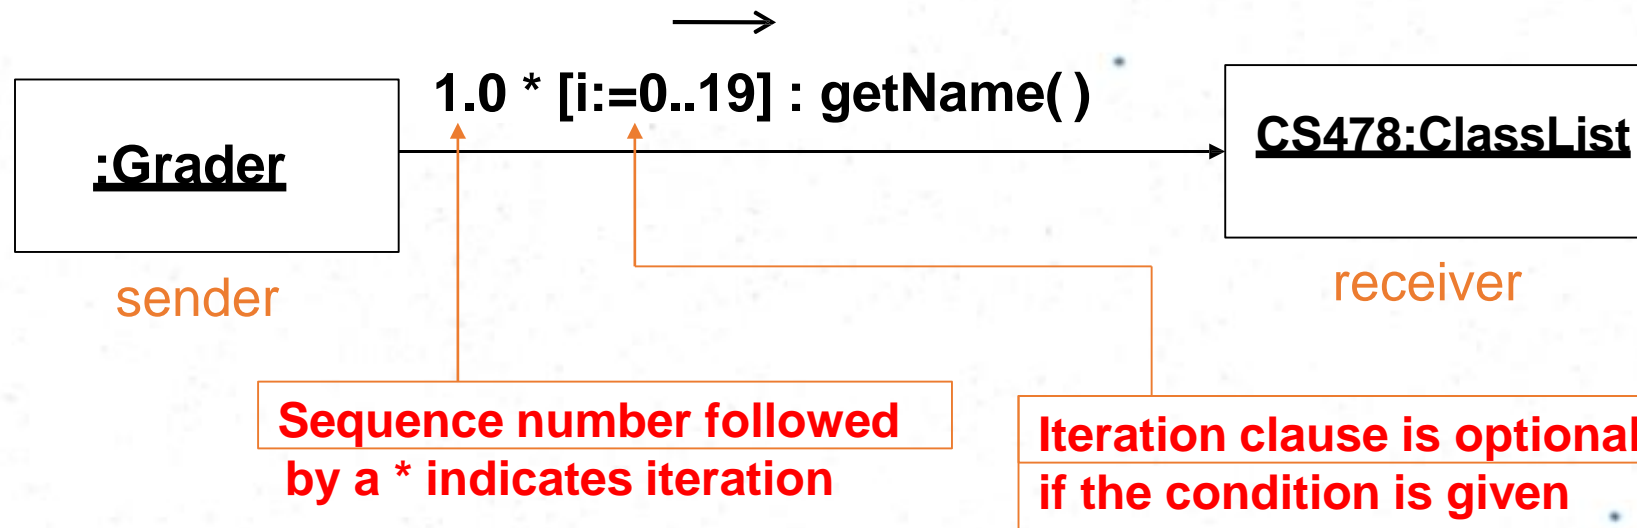 1.0 * [i:=0..19] : getName( )
:Grader
CS478:ClassList
sender
receiver
Sequence number followed
by a * indicates iteration
Iteration clause is optional
if the condition is given